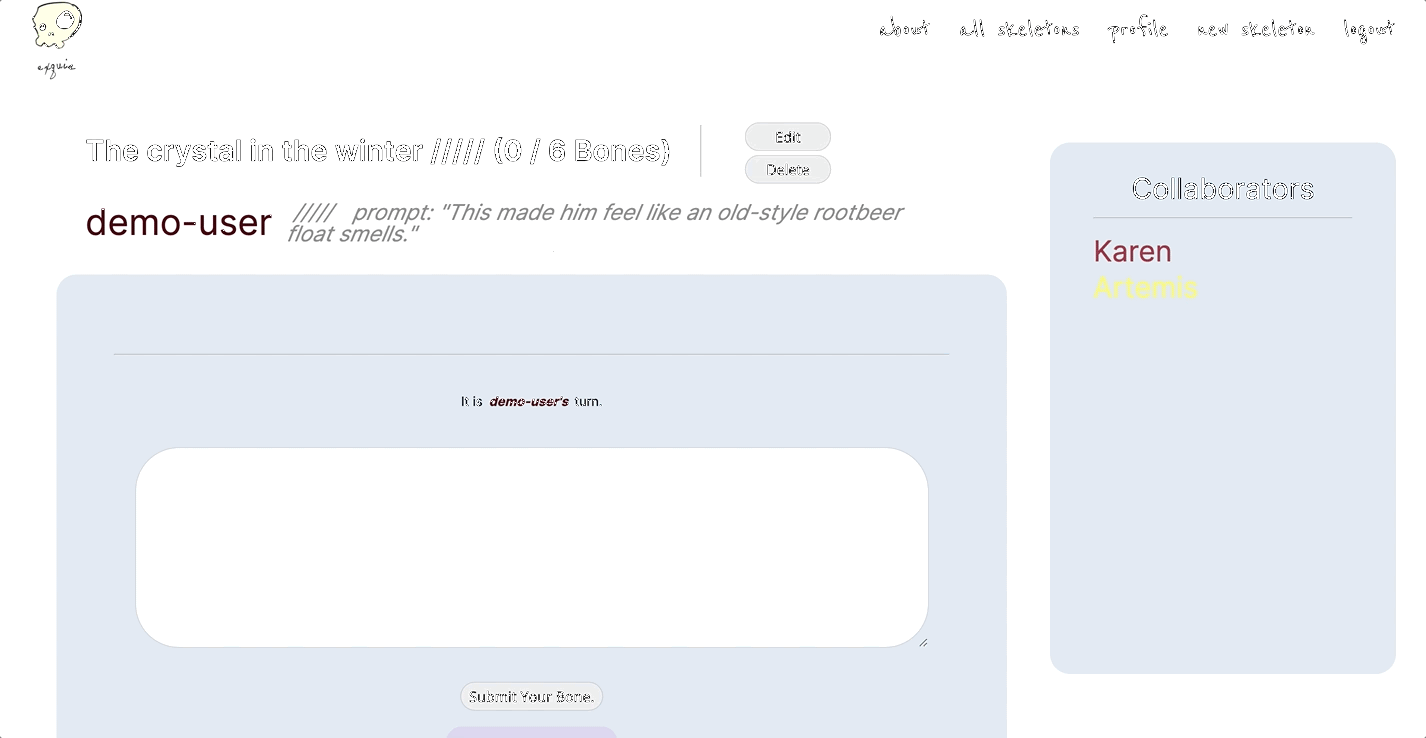 exquis
about all skeletons profile new skeleton logout
The crystal in the winter ///// (0 / 6 Bones)
Edit
Delete
demo-user ///// prompt: "This made him feel like an old-style rootbeer
float smells."
Collaborators
Karen
Artemis
It is demo-user's turn.
Submit Your Bone.